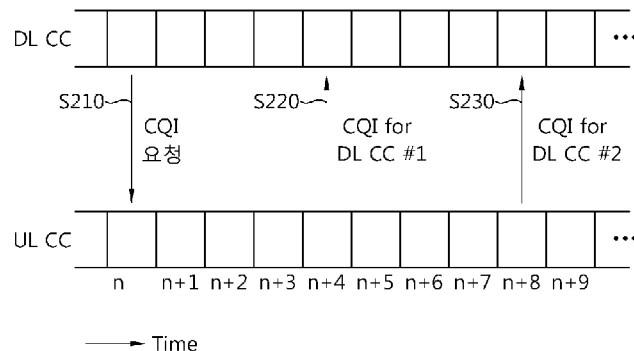 DL CC
...
S210
CQI
요청
S220
CQI for
DL CC #1
S230
CQI for
DL CC #2
UL CC
...
n n+1 n+2 n+3 n+4 n+5 n+6 n+7 n+8 n+9
Time